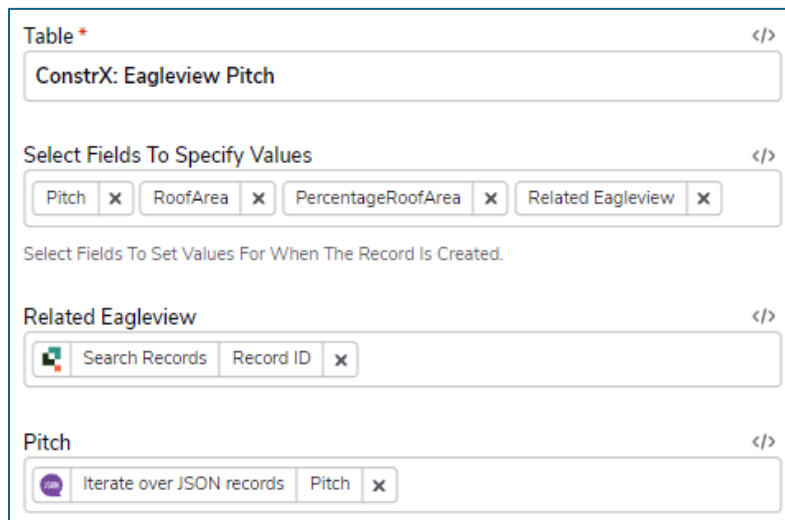 Table *
</>
ConstrX: Eagleview Pitch
Select Fields To Specify Values
</>
Pitch × RoofArea × PercentageRoofArea × Related Eagleview ×
Select Fields To Set Values For When The Record Is Created.
Related Eagleview
</>
Search Records Record ID ×
Pitch
</>
JSON Iterate over JSON records Pitch ×